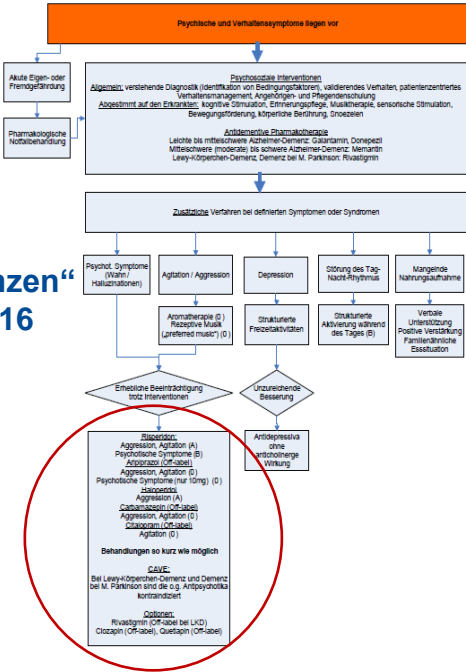 Psychische und Verhaltenssymptome liegen vor
Akute Eigen- oder
Fremdgefährdung
Pharmakologische
Notfallbehandlung
Psychosoziale Interventionen
Allgemein: verstehende Diagnostik (Identifikation von Bedingungsfaktoren), validierendes Verhalten, patientenzentriertes
Verhaltensmanagement, Angehörigen- und Pflegendenschulung
Abgestimmt auf den Erkrankten: kognitive Stimulation, Erinnerungspflege, Musiktherapie, sensorische Stimulation,
Bewegungsförderung, körperliche Berührung, Snoezelen
Antidementive Pharmakotherapie
Leichte bis mittelschwere Alzheimer-Demenz: Galantamin, Donepezil
Mittelschwere (moderate) bis schwere Alzheimer-Demenz: Memantin
Lewy-Körperchen-Demenz, Demenz bei M. Parkinson: Rivastigmin
Zusätzliche Verfahren bei definierten Symptomen oder Syndromen
nzen“
16
Psychot. Symptome
(Wahn /
Halluzinationen)
Agitation / Aggression
Depression
Störung des Tag-
Nacht-Rhythmus
Mangelnde
Nahrungsaufnahme
Aromatherapie (0)
Rezeptive Musik
(„preferred music“) (0)
Strukturierte
Freizeitaktivitäten
Strukturierte
Aktivierung während
des Tages (B)
Verbale
Unterstützung
Positive Verstärkung
Familienähnliche
Esssituation
Erhebliche Beeinträchtigung
trotz Interventionen
Unzureichende
Besserung
Antidepressiva
ohne
anticholinerge
Wirkung
Risperidon:
Aggression, Agitation (A)
Psychotische Symptome (B)
Aripiprazol (Off-label)
Aggression, Agitation (0)
Psychotische Symptome (nur 10mg) (0)
Haloperidol
Aggression (A)
Carbamazepin (Off-label)
Aggression, Agitation (0)
Citalopram (Off-label)
Agitation (0)
Behandlungen so kurz wie möglich
CAVE:
Bei Lewy-Körperchen-Demenz und Demenz
bei M. Parkinson sind die o.g. Antipsychotika
kontraindiziert
Optionen:
Rivastigmin (Off-label bei LKD)
Clozapin (Off-label), Quetiapin (Off-label)